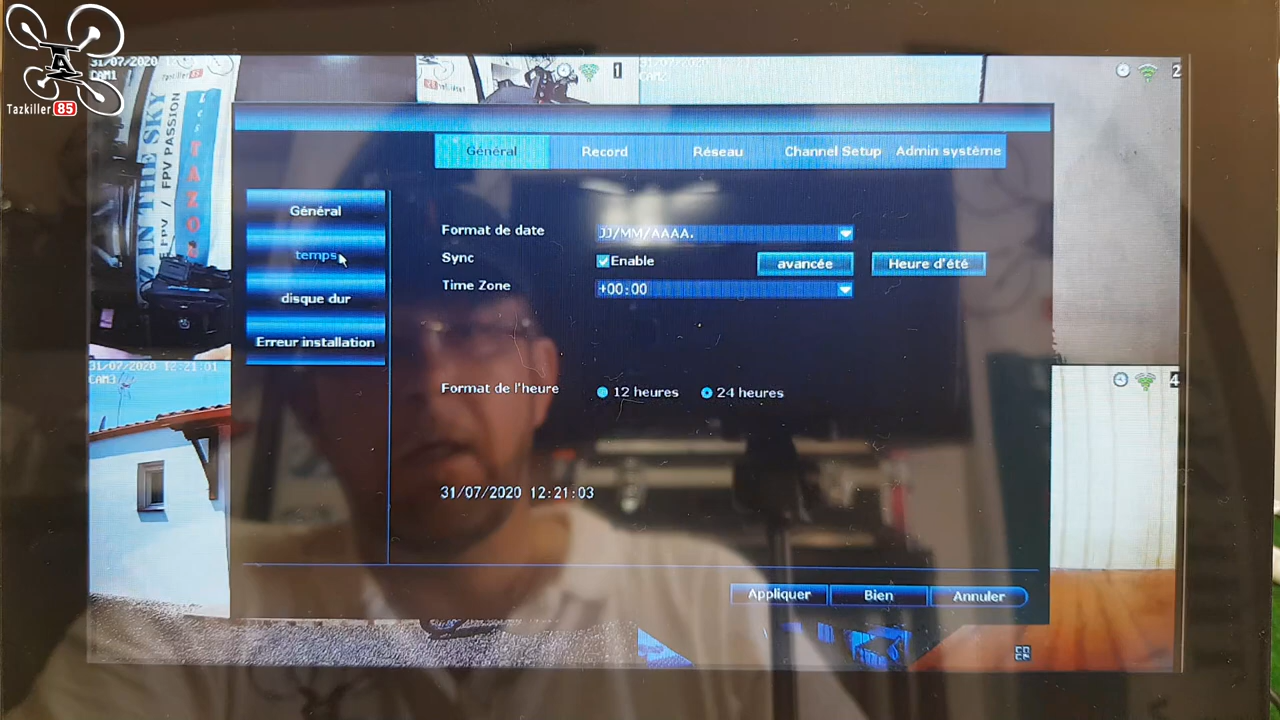 31/07/2020
CAM1
Tazkiller 85
1
CAM2
2
Z IN THE SKY
FPV / FPV PASSION
Général
Record
Réseau
Channel Setup
Admin système
Général
temps
disque dur
Erreur installation
Format de date
JJ/MM/AAAA.
Sync
Enable
avancée
Heure d'été
Time Zone
+00:00
31/07/2020 12:21:01
CAM3
4
Format de l'heure
12 heures
24 heures
31/07/2020 12:21:03
Appliquer
Bien
Annuler